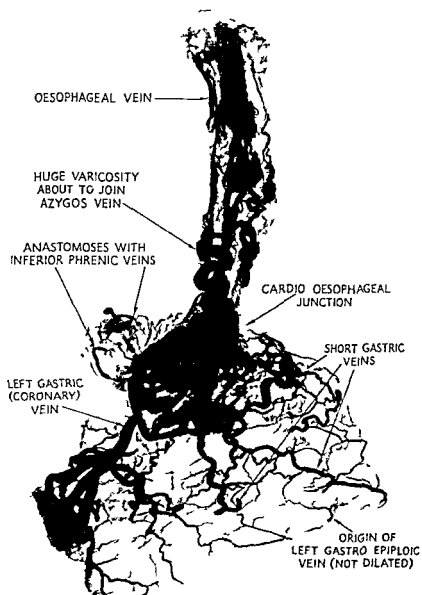 OESOPHAGEAL VEIN
HUGE VARICOSITY
ABOUT TO JOIN
AZYGOS VEIN
ANASTOMOSES WITH
INFERIOR PHRENIC VEINS
CARDIO OESOPHAGEAL
JUNCTION
SHORT GASTRIC
VEINS
LEFT GASTRIC
(CORONARY)
VEIN
ORIGIN OF
LEFT GASTRO EPIPLOIC
VEIN (NOT DILATED)